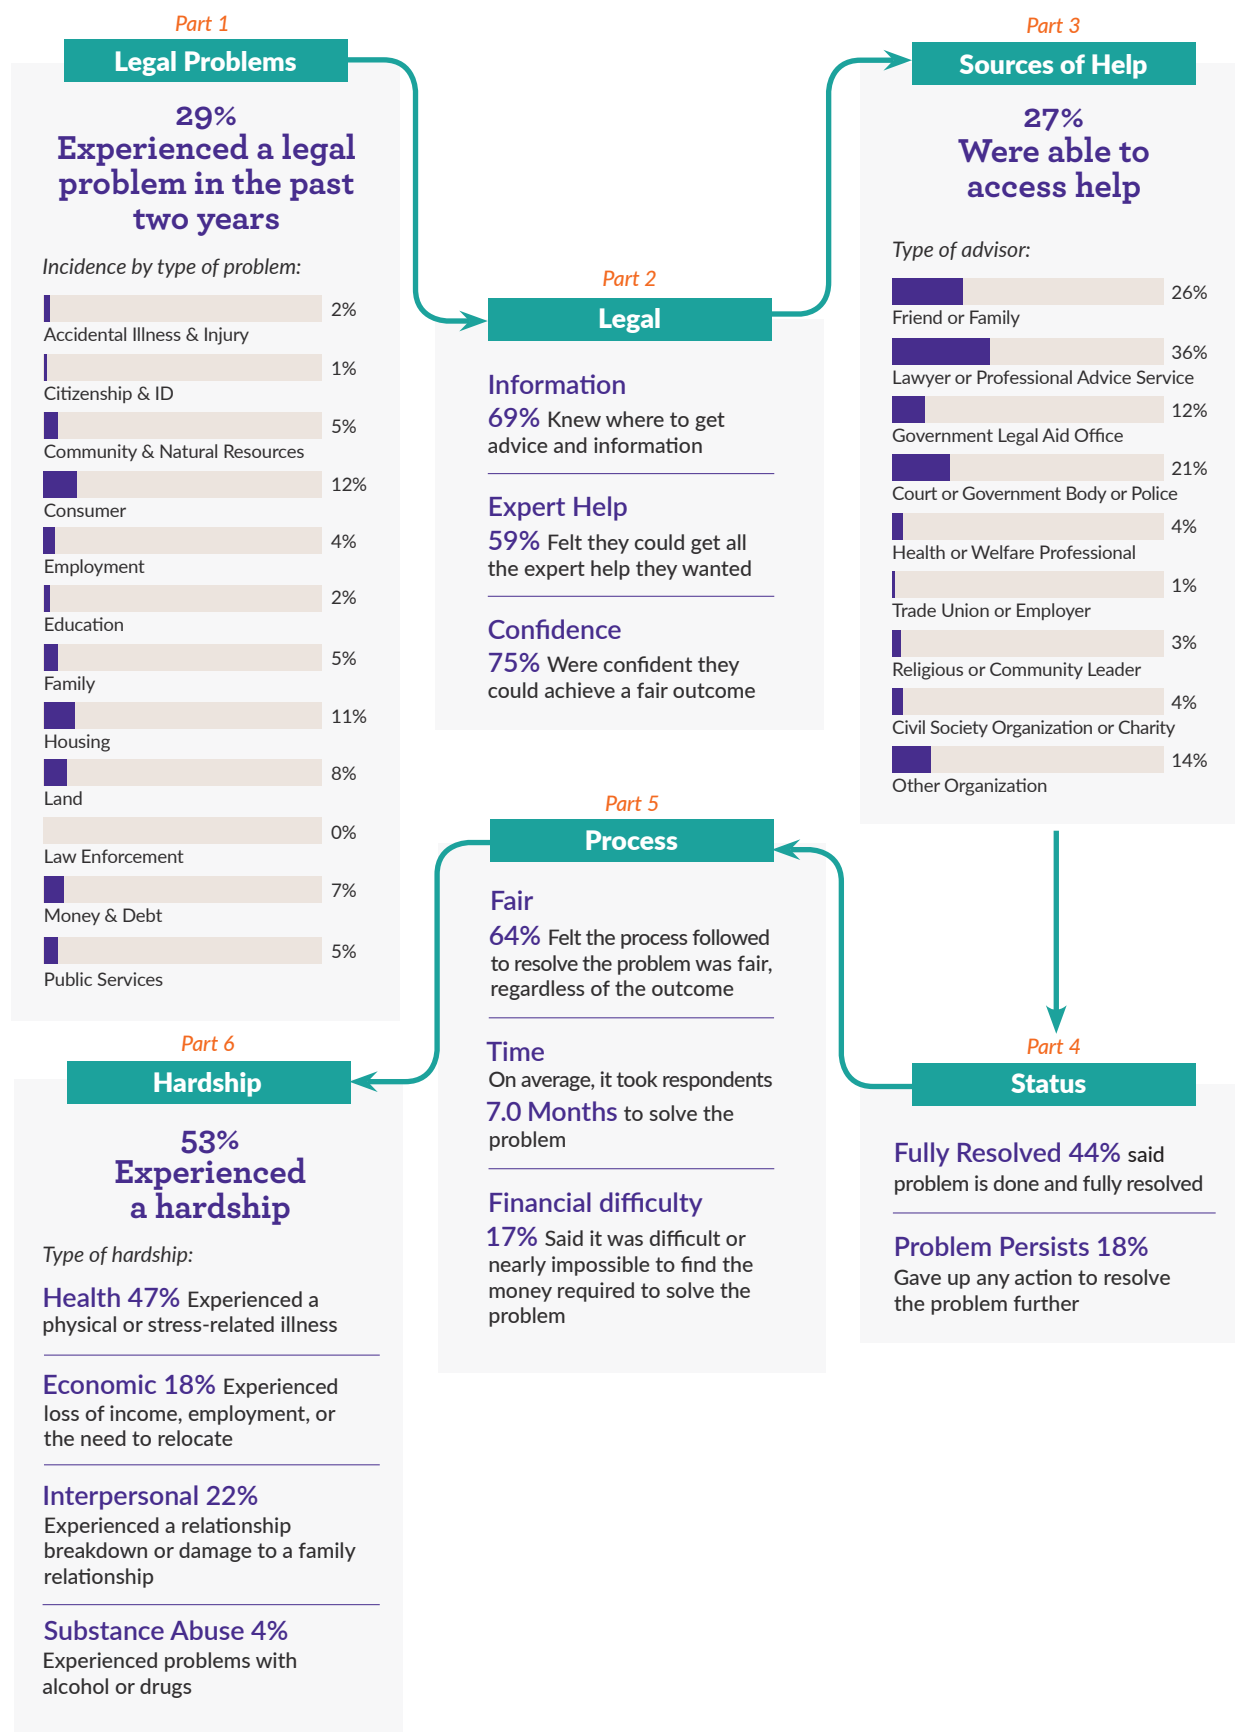 Part 1
Legal Problems
29%
Experienced a legal
problem in the past
two years
Incidence by type of problem:
2%
Accidental Illness & Injury
1%
Citizenship & ID
5%
Community & Natural Resources
12%
Consumer
4%
Employment
2%
Education
5%
Family
11%
Housing
8%
Land
0%
Law Enforcement
7%
Money & Debt
5%
Public Services
Part 2
Legal
Information
69% Knew where to get
advice and information
Expert Help
59% Felt they could get all
the expert help they wanted
Confidence
75% Were confident they
could achieve a fair outcome
Part 3
Sources of Help
27%
Were able to
access help
Type of advisor:
26%
Friend or Family
36%
Lawyer or Professional Advice Service
12%
Government Legal Aid Office
21%
Court or Government Body or Police
4%
Health or Welfare Professional
1%
Trade Union or Employer
3%
Religious or Community Leader
4%
Civil Society Organization or Charity
14%
Other Organization
Part 4
Status
Fully Resolved 44% said
problem is done and fully resolved
Problem Persists 18%
Gave up any action to resolve
the problem further
Part 5
Process
Fair
64% Felt the process followed
to resolve the problem was fair,
regardless of the outcome
Time
On average, it took respondents
7.0 Months to solve the
problem
Financial difficulty
17% Said it was difficult or
nearly impossible to find the
money required to solve the
problem
Part 6
Hardship
53%
Experienced
a hardship
Type of hardship:
Health 47% Experienced a
physical or stress-related illness
Economic 18% Experienced
loss of income, employment, or
the need to relocate
Interpersonal 22%
Experienced a relationship
breakdown or damage to a family
relationship
Substance Abuse 4%
Experienced problems with
alcohol or drugs